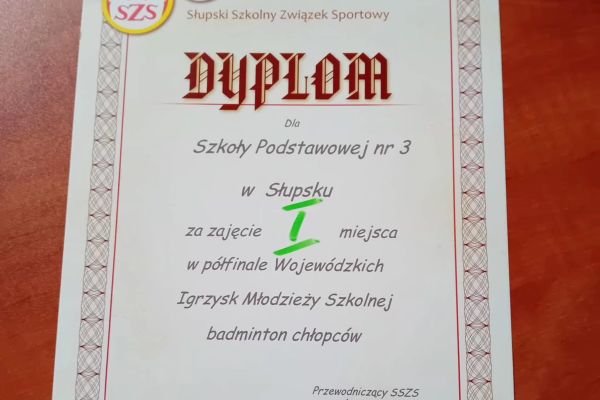 SZS
Słupski Szkolny Związek Sportowy
DYPLOM
Dla
Szkoły Podstawowej nr 3
w Słupsku
za zajęcie I miejsca
w półfinale Wojewódzkich
Igrzysk Młodzieży Szkolnej
badminton chłopców
Przewodniczący SSZS